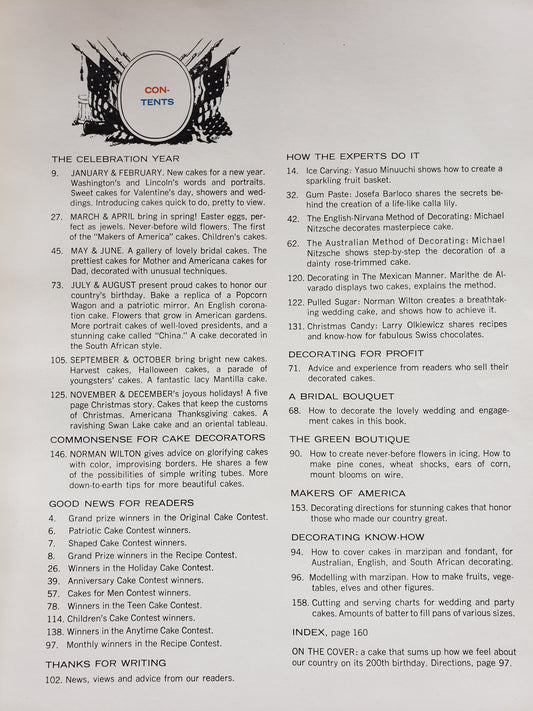 CON-
TENTS
THE CELEBRATION YEAR
9. JANUARY & FEBRUARY. New cakes for a new year.
Washington's and Lincoln's words and portraits.
Sweet cakes for Valentine's day, showers and wed-
dings. Introducing cakes quick to do, pretty to view.
27. MARCH & APRIL bring in spring! Easter eggs, per-
fect as jewels. Never-before wild flowers. The first
of the "Makers of America" cakes. Children's cakes.
45. MAY & JUNE. A gallery of lovely bridal cakes. The
prettiest cakes for Mother and Americana cakes for
Dad, decorated with unusual techniques.
73. JULY & AUGUST present proud cakes to honor our
country's birthday. Bake a replica of a Popcorn
Wagon and a patriotic mirror. An English corona-
tion cake. Flowers that grow in American gardens.
More portrait cakes of well-loved presidents, and a
stunning cake called "China." A cake decorated in
the South African style.
105. SEPTEMBER & OCTOBER bring bright new cakes.
Harvest cakes, Halloween cakes, a parade of
youngsters' cakes. A fantastic lacy Mantilla cake.
125. NOVEMBER & DECEMBER's joyous holidays! A five
page Christmas story. Cakes that keep the customs
of Christmas. Americana Thanksgiving cakes. A
ravishing Swan Lake cake and an oriental tableau.
COMMONSENSE FOR CAKE DECORATORS
146. NORMAN WILTON gives advice on glorifying cakes
with color, improvising borders. He shares a few
of the possibilities of simple writing tubes. More
down-to-earth tips for more beautiful cakes.
GOOD NEWS FOR READERS
4. Grand prize winners in the Original Cake Contest.
6. Patriotic Cake Contest winners.
7. Shaped Cake Contest winners.
8. Grand Prize winners in the Recipe Contest.
26. Winners in the Holiday Cake Contest.
39. Anniversary Cake Contest winners.
57. Cakes for Men Contest winners.
78. Winners in the Teen Cake Contest.
114. Children's Cake Contest winners.
138. Winners in the Anytime Cake Contest.
97. Monthly winners in the Recipe Contest.
THANKS FOR WRITING
102. News, views and advice from our readers.
HOW THE EXPERTS DO IT
14. Ice Carving: Yasuo Minuuchi shows how to create a
sparkling fruit basket.
32. Gum Paste: Josefa Barloco shares the secrets be-
hind the creation of a life-like calla lily.
42. The English-Nirvana Method of Decorating: Michael
Nitzsche decorates masterpiece cake.
62. The Australian Method of Decorating: Michael
Nitzsche shows step-by-step the decoration of a
dainty rose-trimmed cake.
120. Decorating in The Mexican Manner. Marithe de Al-
varado displays two cakes, explains the method.
122. Pulled Sugar: Norman Wilton creates a breathtak-
ing wedding cake, and shows how to achieve it.
131. Christmas Candy: Larry Olkiewicz shares recipes
and know-how for fabulous Swiss chocolates.
DECORATING FOR PROFIT
71. Advice and experience from readers who sell their
decorated cakes.
A BRIDAL BOUQUET
68. How to decorate the lovely wedding and engage-
ment cakes in this book.
THE GREEN BOUTIQUE
90. How to create never-before flowers in icing. How to
make pine cones, wheat shocks, ears of corn,
mount blooms on wire.
MAKERS OF AMERICA
153. Decorating directions for stunning cakes that honor
those who made our country great.
DECORATING KNOW-HOW
94. How to cover cakes in marzipan and fondant, for
Australian, English, and South African decorating.
96. Modelling with marzipan. How to make fruits, vege-
tables, elves and other figures.
158. Cutting and serving charts for wedding and party
cakes. Amounts of batter to fill pans of various sizes.
INDEX, page 160
ON THE COVER: a cake that sums up how we feel about
our country on its 200th birthday. Directions, page 97.